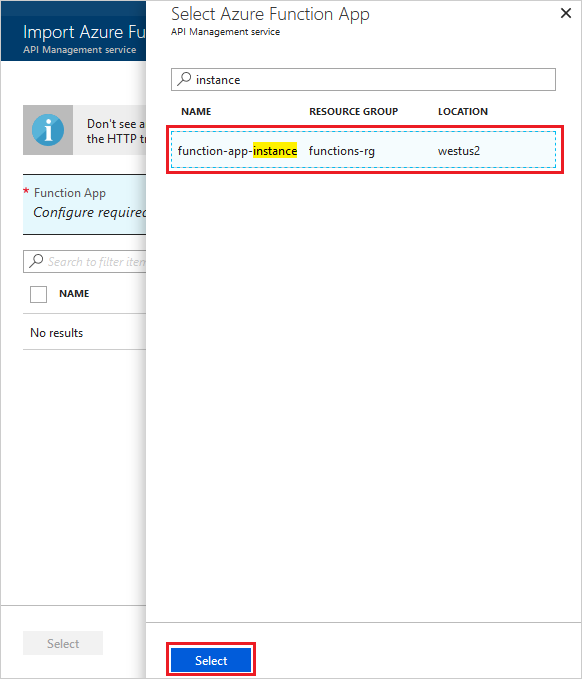 Import Azure Fu
API Management service
Don't see a
the HTTP tr
* Function App
Configure required
Search to filter item
NAME
No results
Select
Select Azure Function App
API Management service
instance
NAME RESOURCE GROUP LOCATION
function-app-instance functions-rg westus2
Select